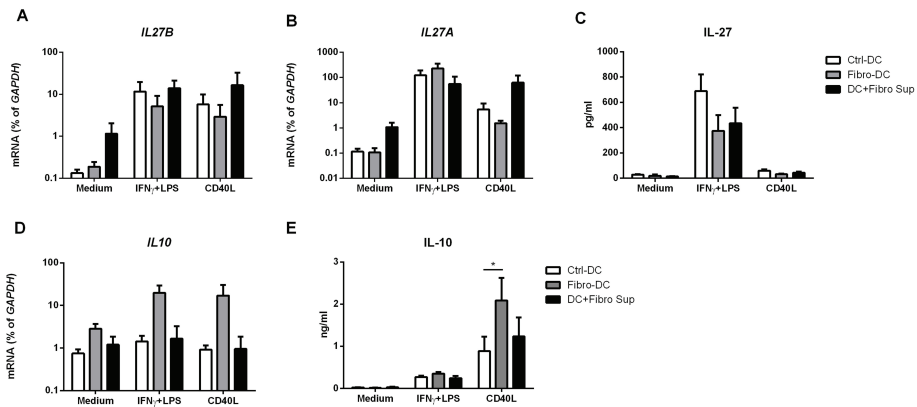 A
IL27B
mRNA (% of GAPDH)
100
10
1
0.1
Medium
IFNγ+LPS
CD40L
B
IL27A
mRNA (% of GAPDH)
1000
100
10
1
0.1
0.01
Medium
IFNγ+LPS
CD40L
C
IL-27
pg/ml
900
600
400
200
0
Medium
IFNγ+LPS
CD40L
Ctrl-DC
Fibro-DC
DC+Fibro Sup
D
IL10
mRNA (% of GAPDH)
100
10
1
0.1
Medium
IFNγ+LPS
CD40L
E
IL-10
ng/ml
3
2
1
0
*
Medium
IFNγ+LPS
CD40L
Ctrl-DC
Fibro-DC
DC+Fibro Sup